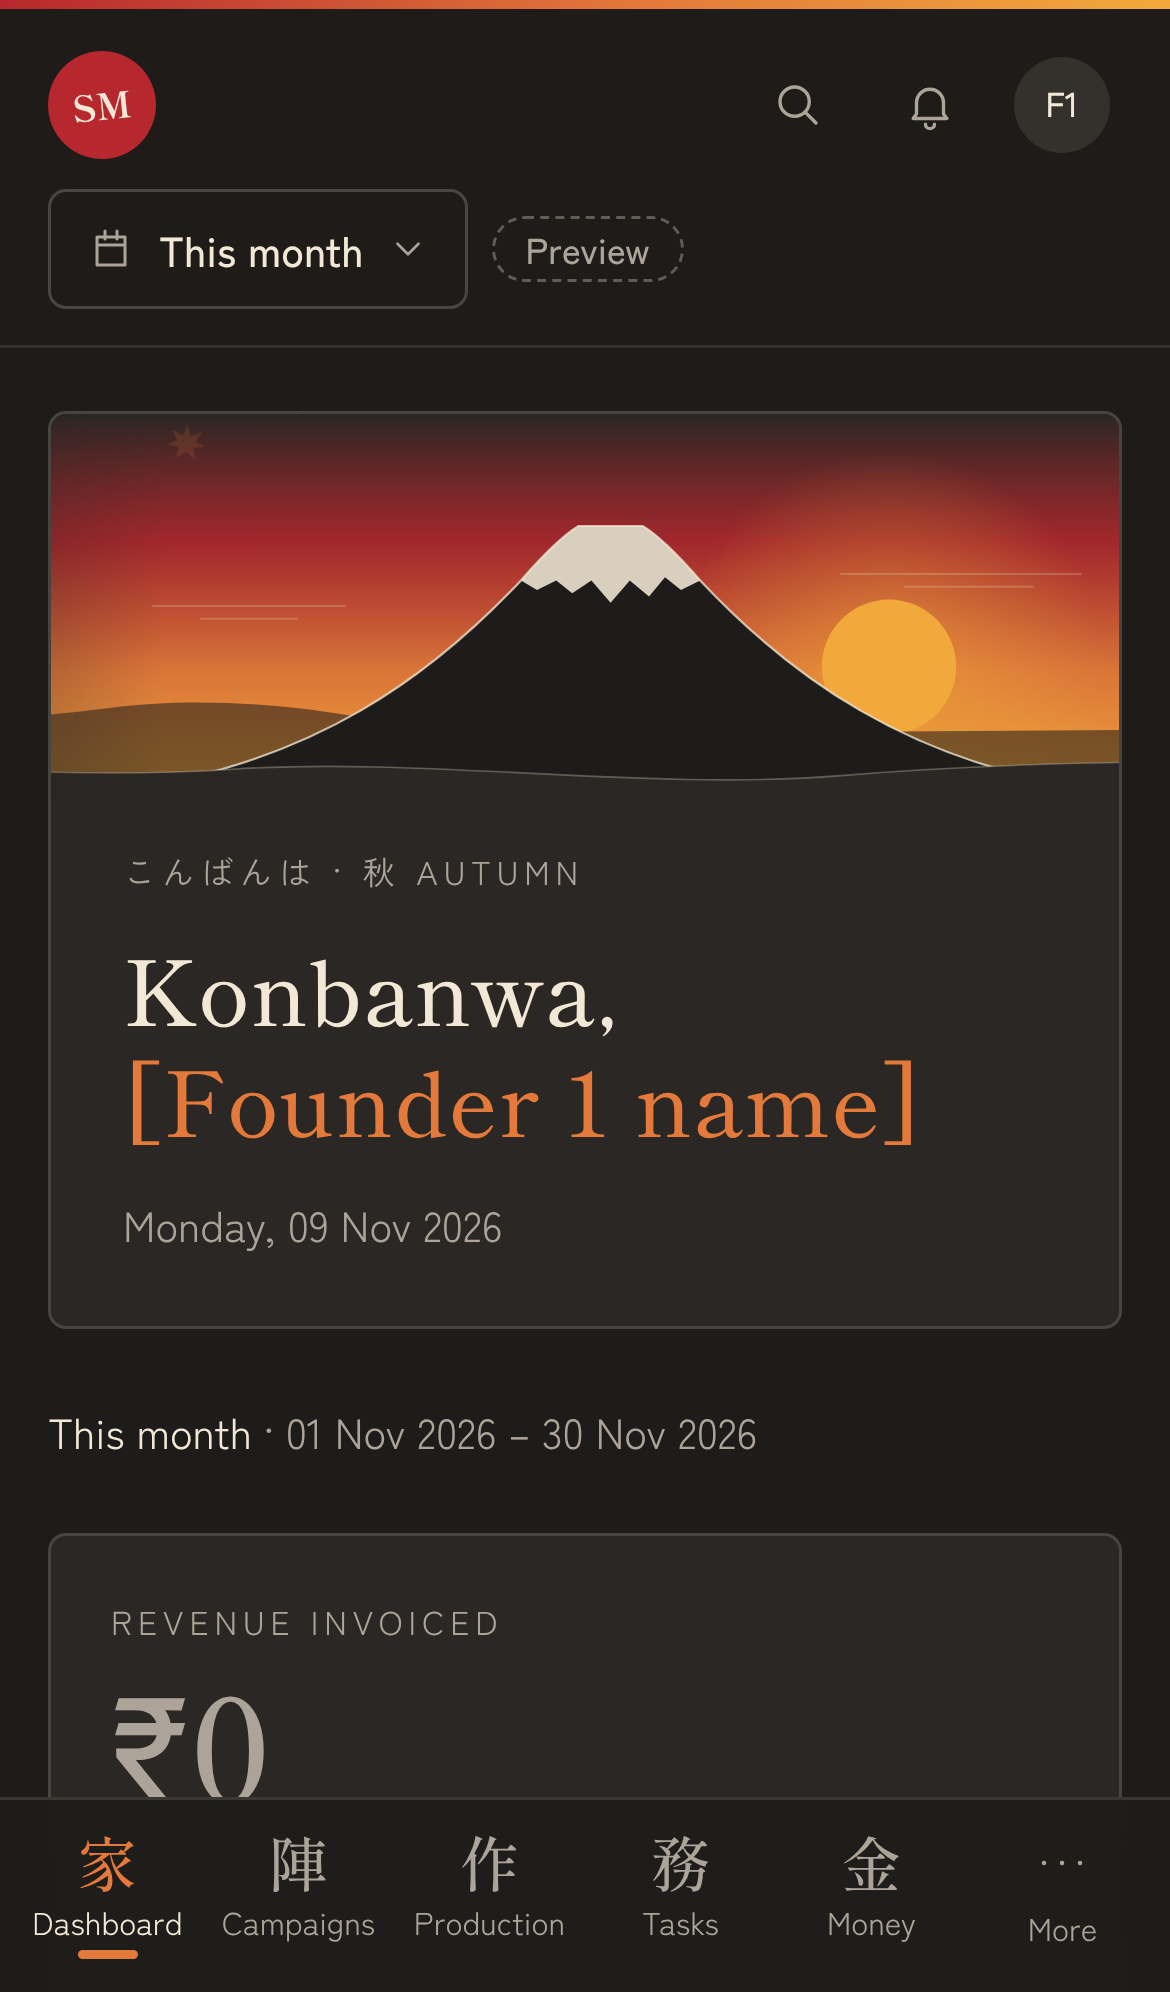 SM
F1
This month
Preview
こんばんは · 秋 AUTUMN
Konbanwa,
[Founder 1 name]
Monday, 09 Nov 2026
This month · 01 Nov 2026 – 30 Nov 2026
REVENUE INVOICED
₹0
家 陣 作 務 金 ···
Dashboard Campaigns Production Tasks Money More